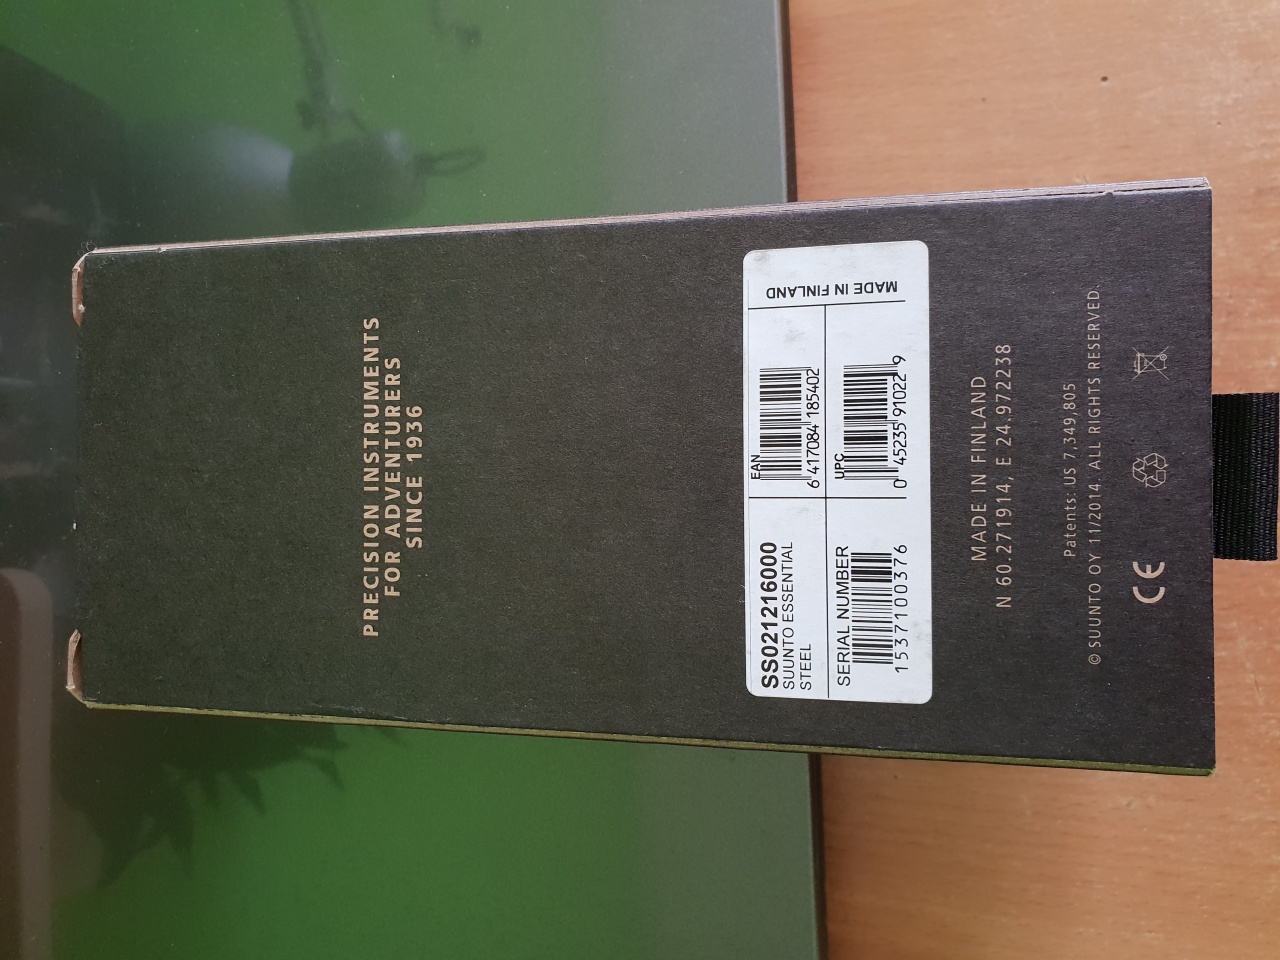 PRECISION INSTRUMENTS
FOR ADVENTURERS
SINCE 1936
SS021216000
SUUNTO ESSENTIAL
STEEL
EAN
6 417084 185402
MADE IN FINLAND
SERIAL NUMBER
1537100376
UPC
0 45235 91022 9
MADE IN FINLAND
N 60.271914, E 24.972238
Patents: US 7,349,805
© SUUNTO OY 11/2014. ALL RIGHTS RESERVED.
CE